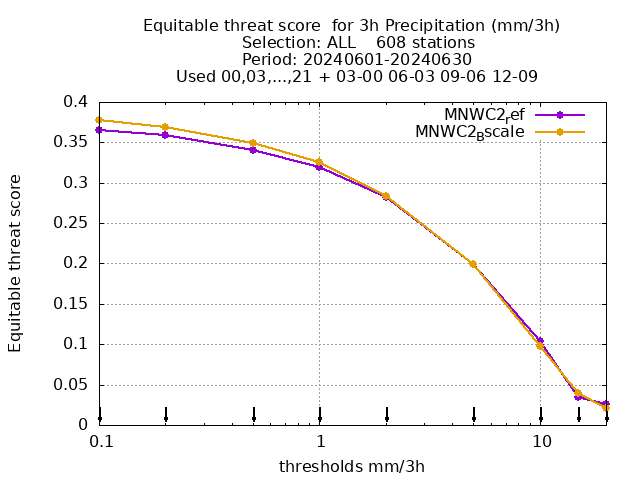 Equitable threat score  for 3h Precipitation (mm/3h)
Selection: ALL    608 stations
Period: 20240601-20240630
Used 00,03,...,21 + 03-00 06-03 09-06 12-09
MNWC2_ref
MNWC2_Bscale
0.4
0.35
0.3
0.25
0.2
0.15
0.1
0.05
0
Equitable threat score
0.1 1 10
thresholds mm/3h